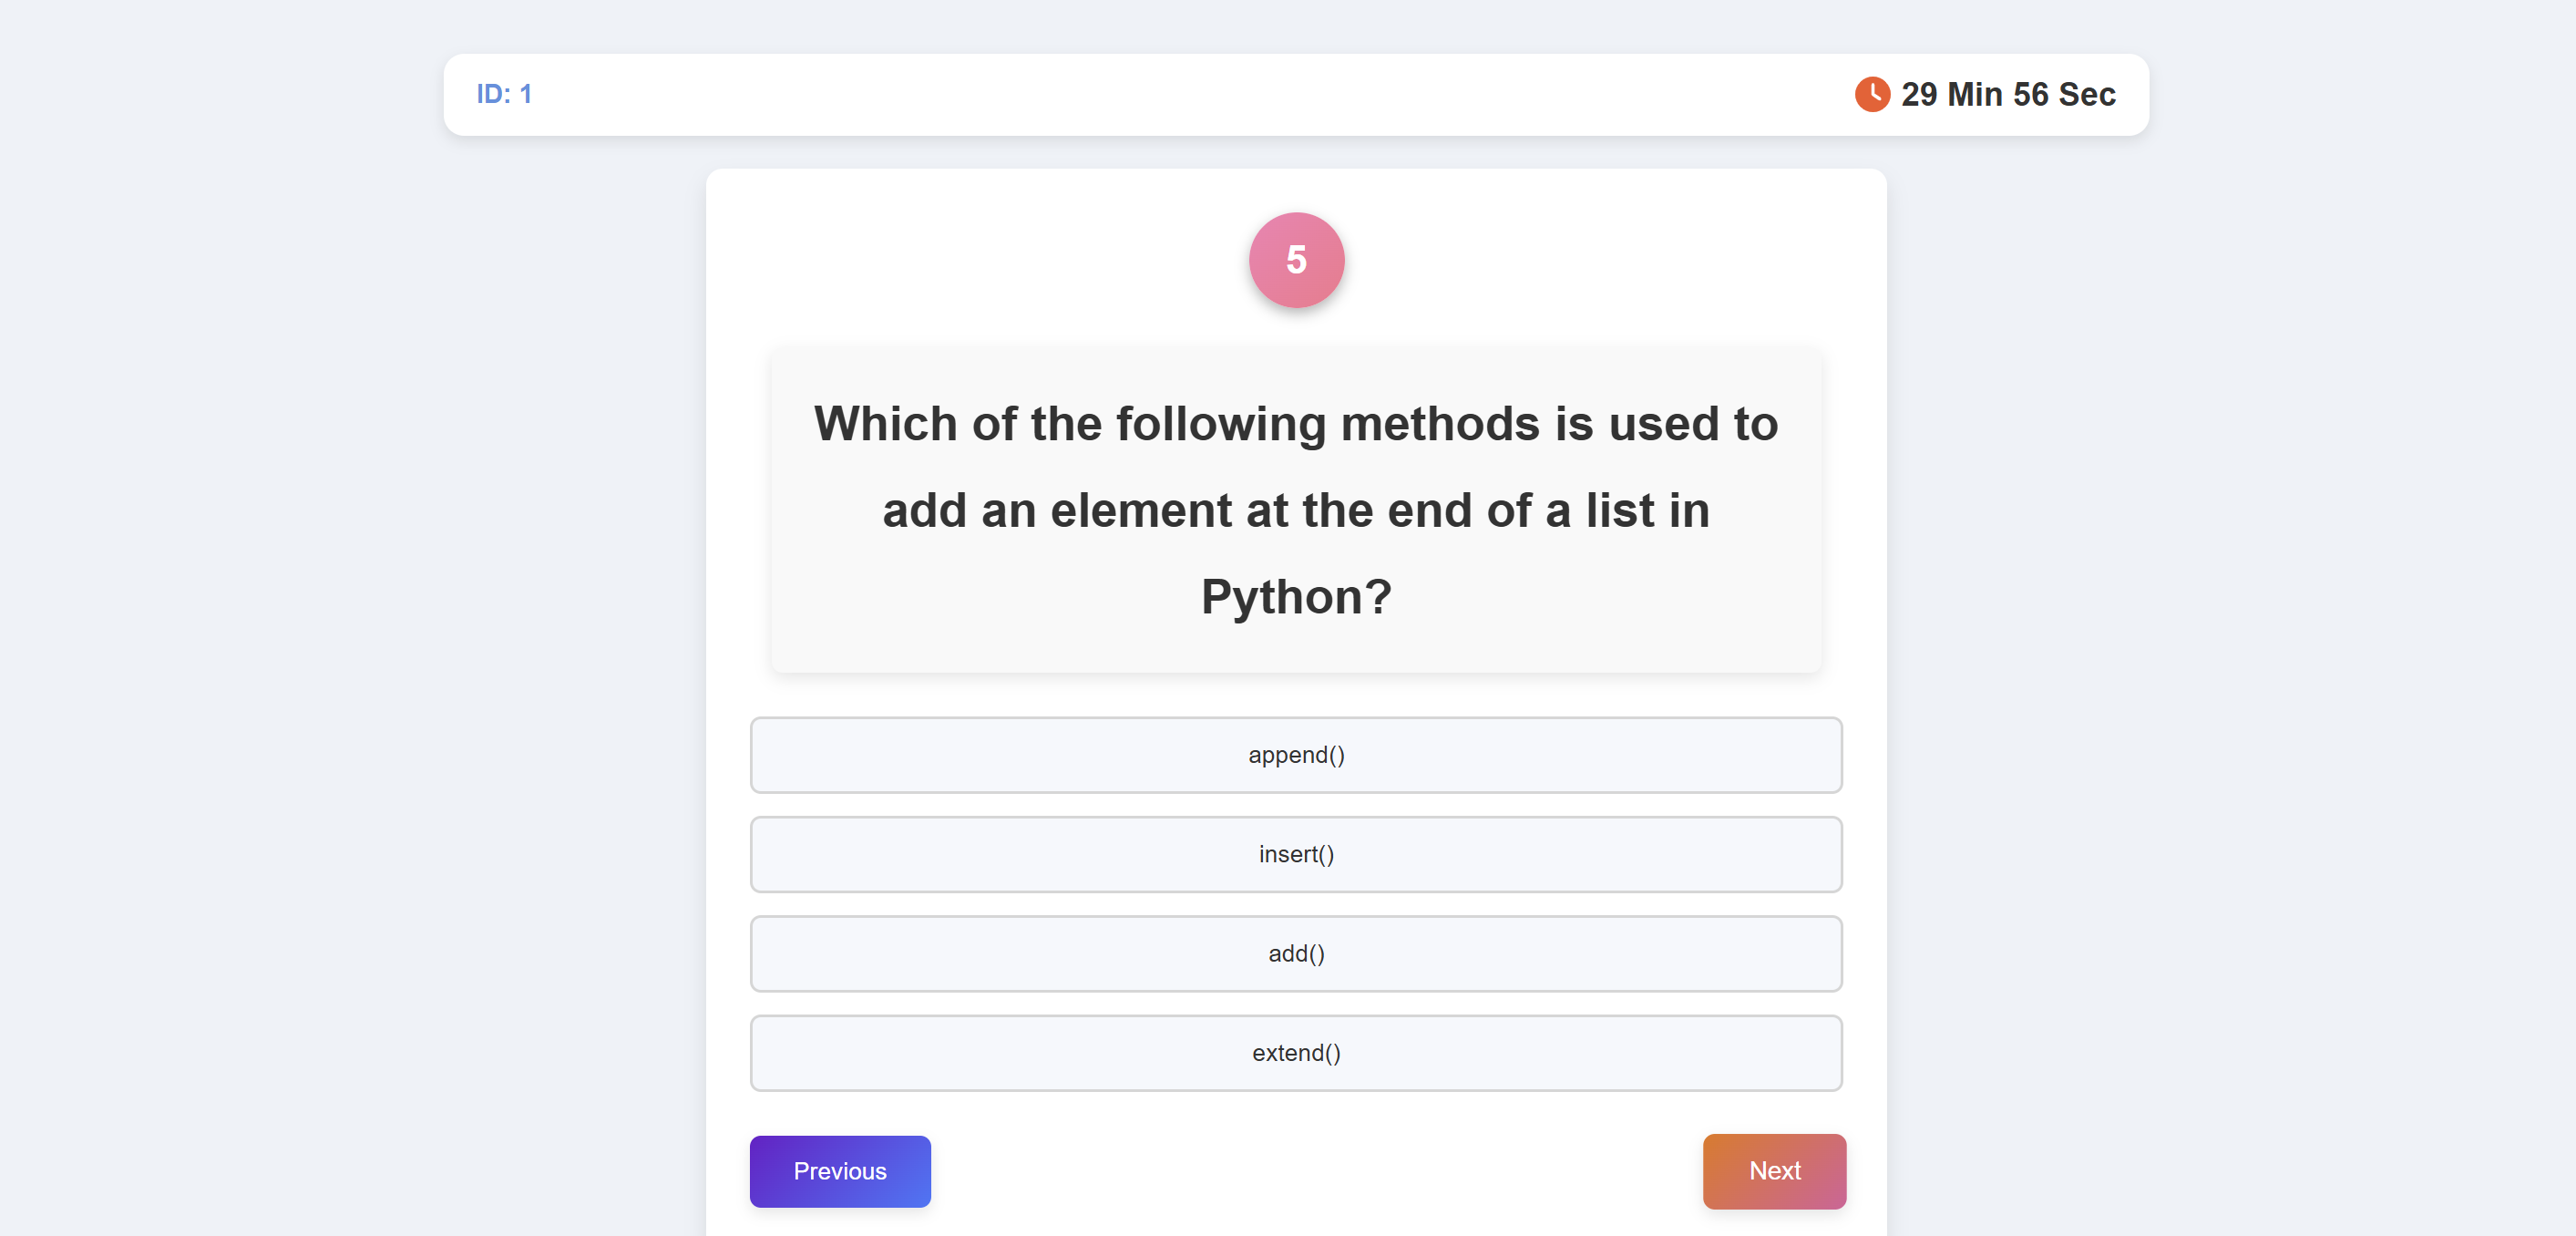 ID: 1
29 Min 56 Sec
5
Which of the following methods is used to
add an element at the end of a list in
Python?
append()
insert()
add()
extend()
Previous
Next